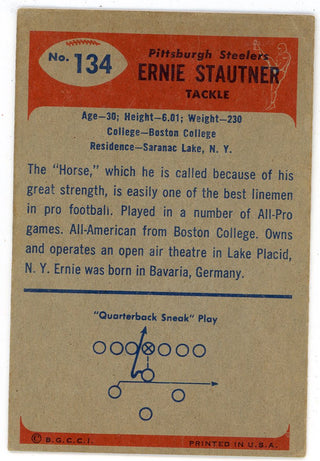 Pittsburgh Steelers
No. 134 ERNIE STAUTNER
TACKLE
Age—30; Height—6.01; Weight—230
College—Boston College
Residence—Saranac Lake, N. Y.
The "Horse," which he is called because of his
great strength, is easily one of the best linemen
in pro football. Played in a number of All-Pro
games. All-American from Boston College. Owns
and operates an open air theatre in Lake Placid,
N. Y. Ernie was born in Bavaria, Germany.
"Quarterback Sneak" Play
© B.G.C.C.I. PRINTED IN U.S.A.